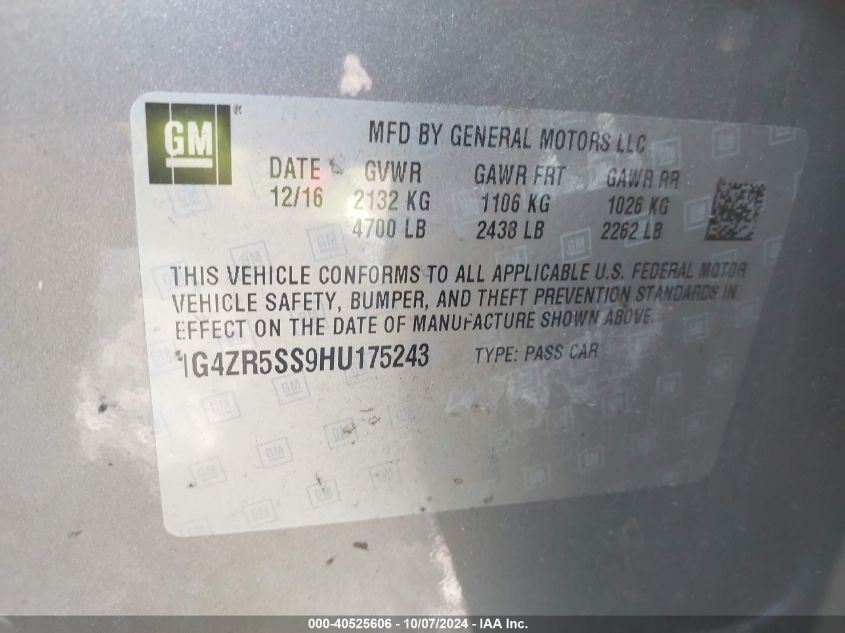 GM ®
MFD BY GENERAL MOTORS LLC
DATE GVWR GAWR FRT GAWR RR
12/16 2132 KG 1106 KG 1026 KG
4700 LB 2438 LB 2262 LB
THIS VEHICLE CONFORMS TO ALL APPLICABLE U.S. FEDERAL MOTOR
VEHICLE SAFETY, BUMPER, AND THEFT PREVENTION STANDARDS IN
EFFECT ON THE DATE OF MANUFACTURE SHOWN ABOVE.
1G4ZR5SS9HU175243 TYPE: PASS CAR
000-40525606 - 10/07/2024 - IAA Inc.